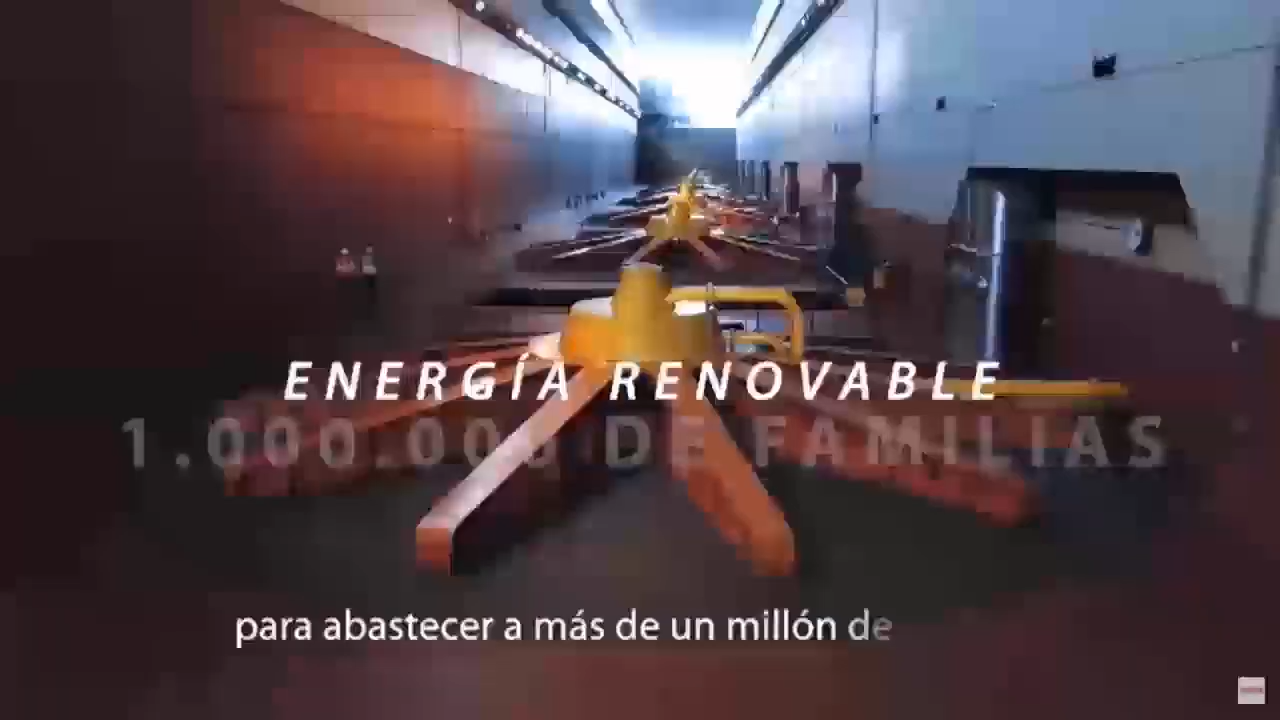 ENERGÍA RENOVABLE
1.000.000 DE FAMILIAS
para abastecer a más de un millón de